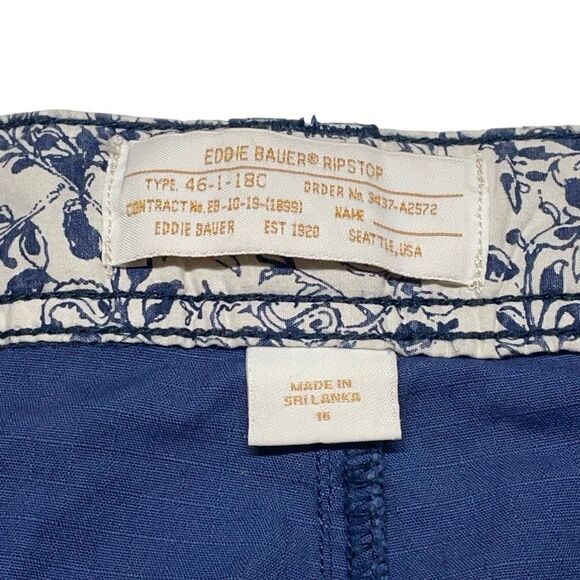 EDDIE BAUER® RIPSTOP
TYPE. 46-1-18C ORDER No. 9437-A2572
CONTRACT No. EB-10-19-(1899) NAME
EDDIE BAUER EST 1920 SEATTLE, USA
MADE IN
SRI LANKA
16